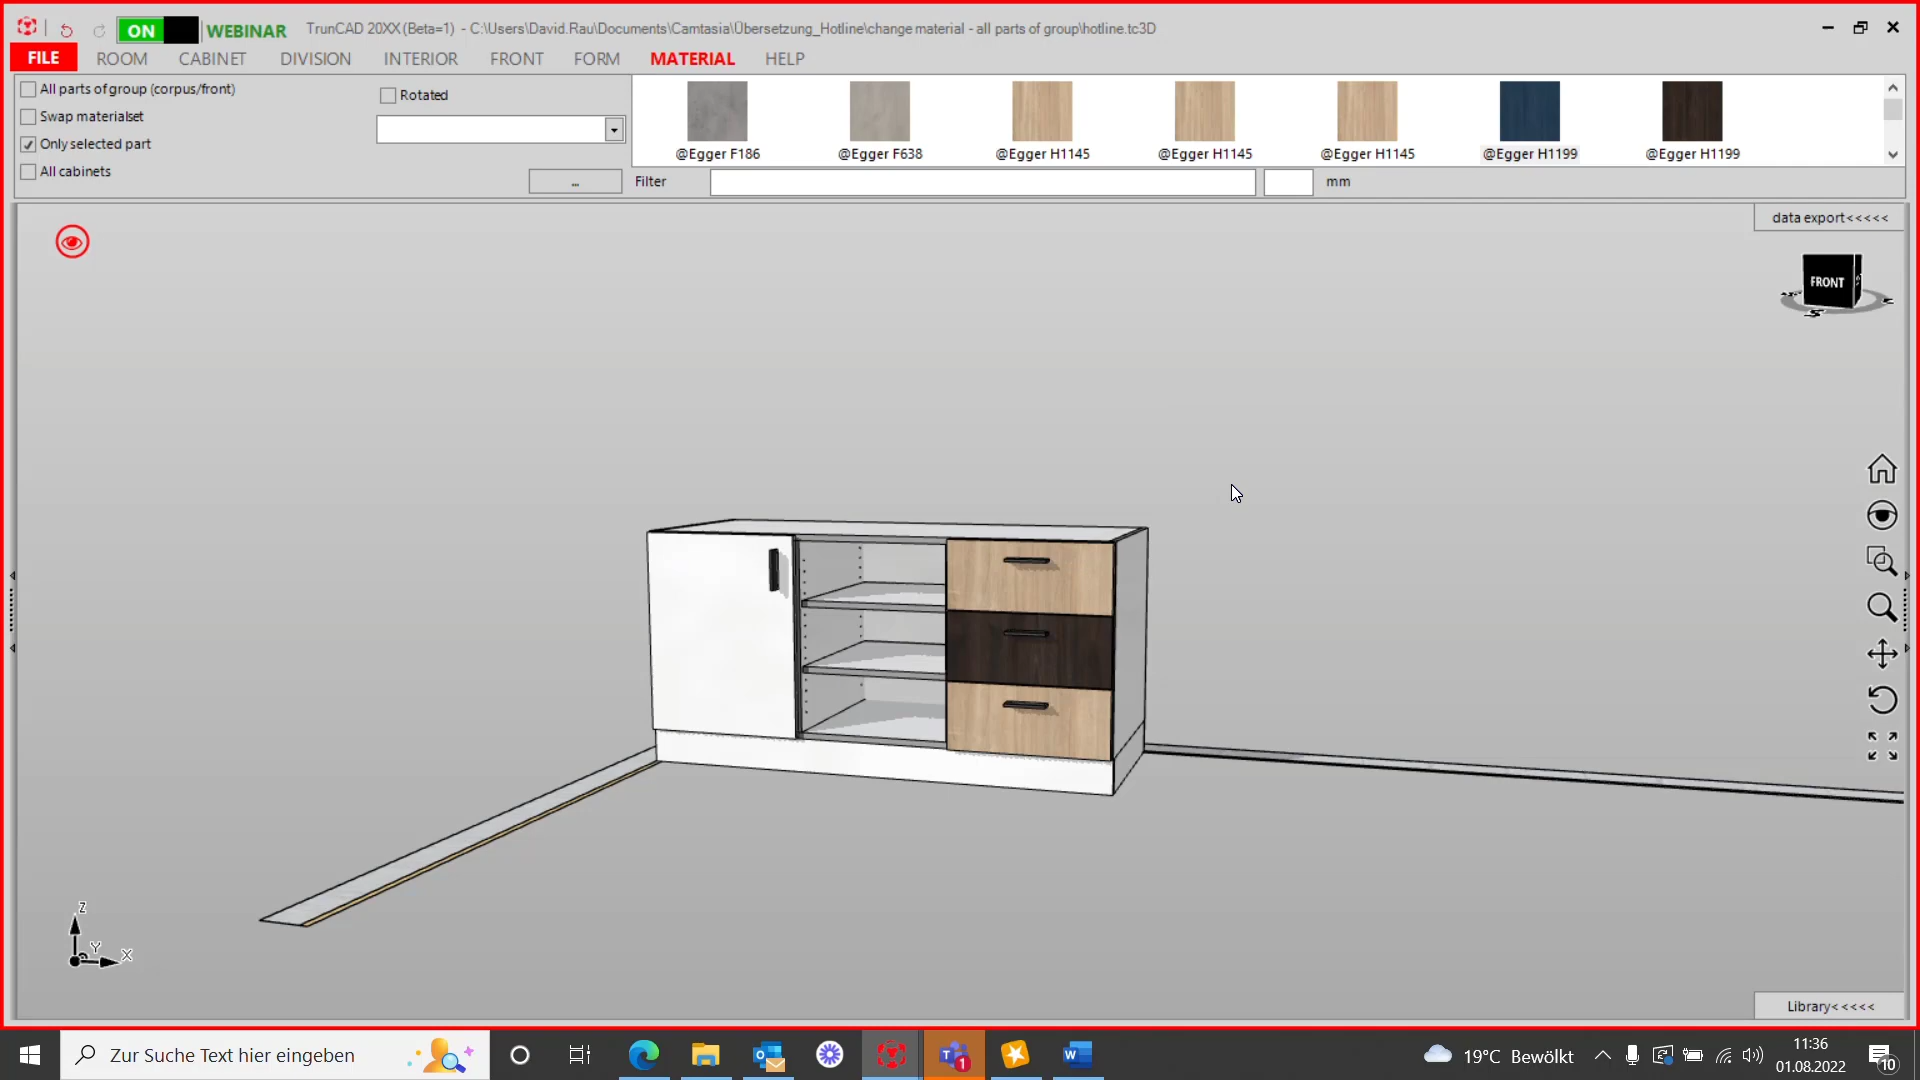 ON WEBINAR TrunCAD 20XX (Beta=1) - C:\Users\David.Rau\Documents\Camtasia\Übersetzung_Hotline\change material - all parts of group\hotline.tc3D
FILE ROOM CABINET DIVISION INTERIOR FRONT FORM MATERIAL HELP
All parts of group (corpus/front)
Swap materialset
Only selected part
All cabinets
Rotated
...
@Egger F186 @Egger F638 @Egger H1145 @Egger H1145 @Egger H1145 @Egger H1199 @Egger H1199
Filter mm
data export<<<<<
FRONT
S
Z
Y X
Library<<<<<
Zur Suche Text hier eingeben
1
19°C Bewölkt
11:36
01.08.2022
10